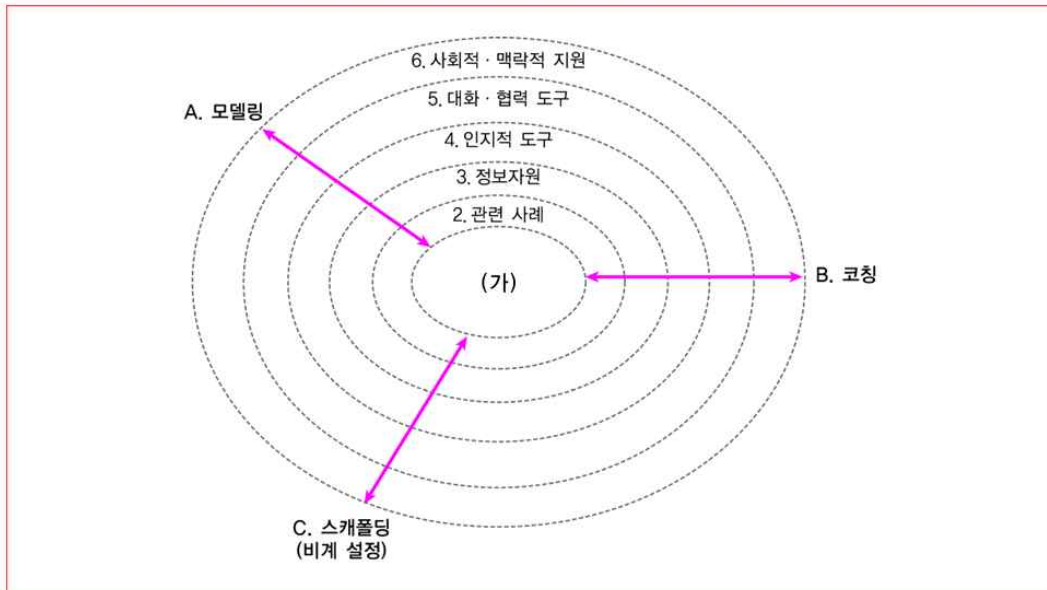 6. 사회적 · 맥락적 지원
5. 대화 · 협력 도구
A. 모델링
4. 인지적 도구
3. 정보자원
2. 관련 사례
(가)
B. 코칭
C. 스캐폴딩
(비계 설정)